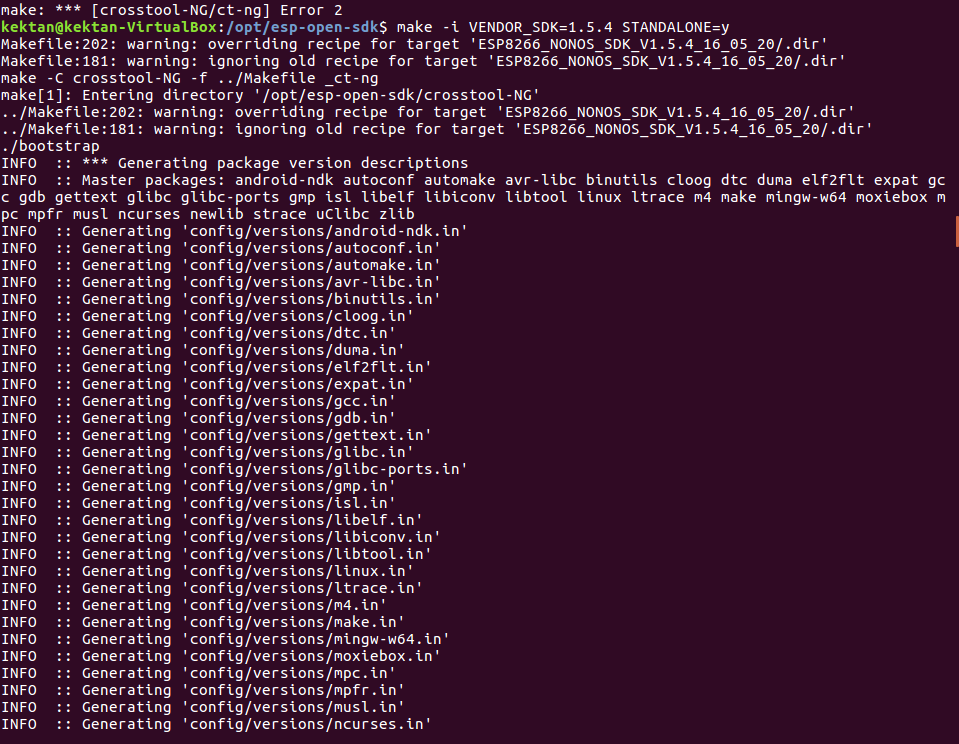 make: *** [crosstool-NG/ct-ng] Error 2
kektan@kektan-VirtualBox:/opt/esp-open-sdk$ make -i VENDOR_SDK=1.5.4 STANDALONE=y
Makefile:202: warning: overriding recipe for target 'ESP8266_NONOS_SDK_V1.5.4_16_05_20/.dir'
Makefile:181: warning: ignoring old recipe for target 'ESP8266_NONOS_SDK_V1.5.4_16_05_20/.dir'
make -C crosstool-NG -f ../Makefile _ct-ng
make[1]: Entering directory '/opt/esp-open-sdk/crosstool-NG'
../Makefile:202: warning: overriding recipe for target 'ESP8266_NONOS_SDK_V1.5.4_16_05_20/.dir'
../Makefile:181: warning: ignoring old recipe for target 'ESP8266_NONOS_SDK_V1.5.4_16_05_20/.dir'
./bootstrap
INFO  :: *** Generating package version descriptions
INFO  :: Master packages: android-ndk autoconf automake avr-libc binutils cloog dtc duma elf2flt expat gc
c gdb gettext glibc glibc-ports gmp isl libelf libiconv libtool linux ltrace m4 make mingw-w64 moxiebox m
pc mpfr musl ncurses newlib strace uClibc zlib
INFO  :: Generating 'config/versions/android-ndk.in'
INFO  :: Generating 'config/versions/autoconf.in'
INFO  :: Generating 'config/versions/automake.in'
INFO  :: Generating 'config/versions/avr-libc.in'
INFO  :: Generating 'config/versions/binutils.in'
INFO  :: Generating 'config/versions/cloog.in'
INFO  :: Generating 'config/versions/dtc.in'
INFO  :: Generating 'config/versions/duma.in'
INFO  :: Generating 'config/versions/elf2flt.in'
INFO  :: Generating 'config/versions/expat.in'
INFO  :: Generating 'config/versions/gcc.in'
INFO  :: Generating 'config/versions/gdb.in'
INFO  :: Generating 'config/versions/gettext.in'
INFO  :: Generating 'config/versions/glibc.in'
INFO  :: Generating 'config/versions/glibc-ports.in'
INFO  :: Generating 'config/versions/gmp.in'
INFO  :: Generating 'config/versions/isl.in'
INFO  :: Generating 'config/versions/libelf.in'
INFO  :: Generating 'config/versions/libiconv.in'
INFO  :: Generating 'config/versions/libtool.in'
INFO  :: Generating 'config/versions/linux.in'
INFO  :: Generating 'config/versions/ltrace.in'
INFO  :: Generating 'config/versions/m4.in'
INFO  :: Generating 'config/versions/make.in'
INFO  :: Generating 'config/versions/mingw-w64.in'
INFO  :: Generating 'config/versions/moxiebox.in'
INFO  :: Generating 'config/versions/mpc.in'
INFO  :: Generating 'config/versions/mpfr.in'
INFO  :: Generating 'config/versions/musl.in'
INFO  :: Generating 'config/versions/ncurses.in'